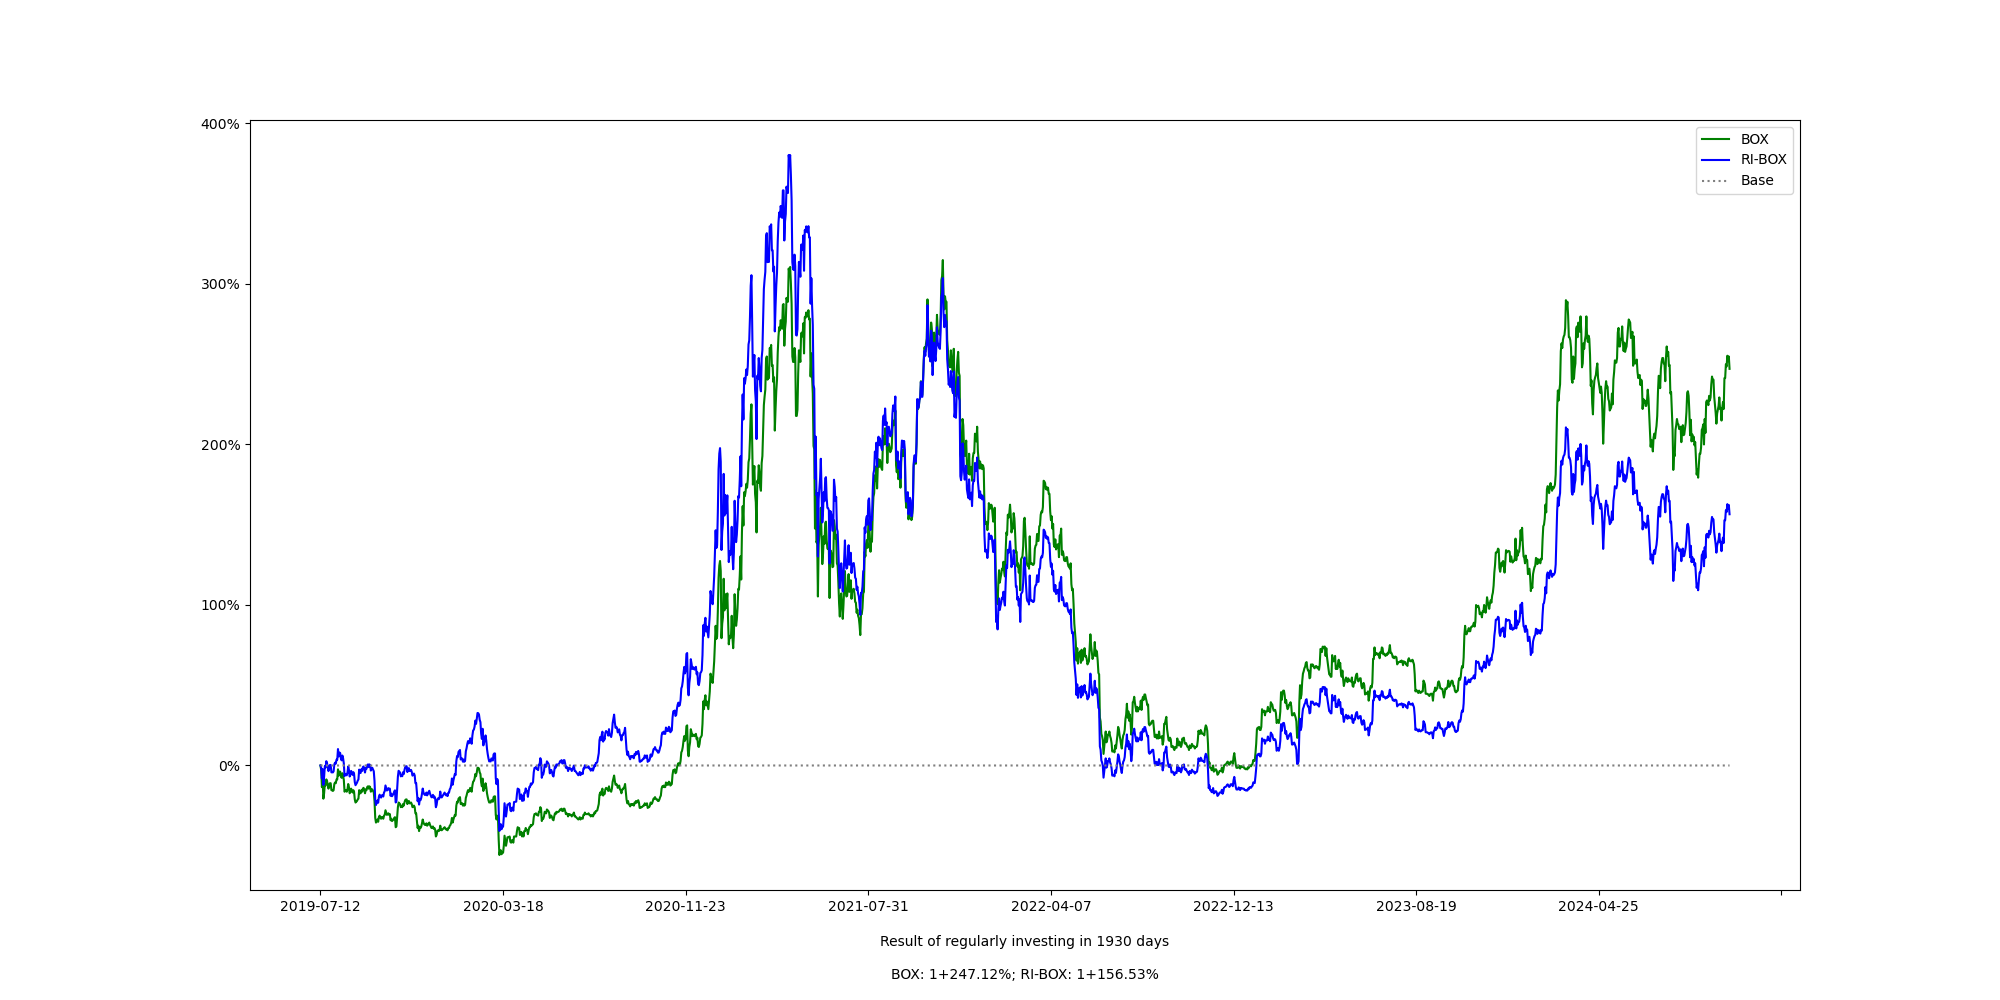 400%
300%
200%
100%
0%
BOX
RI-BOX
Base
2019-07-12 2020-03-18 2020-11-23 2021-07-31 2022-04-07 2022-12-13 2023-08-19 2024-04-25
Result of regularly investing in 1930 days
BOX: 1+247.12%; RI-BOX: 1+156.53%